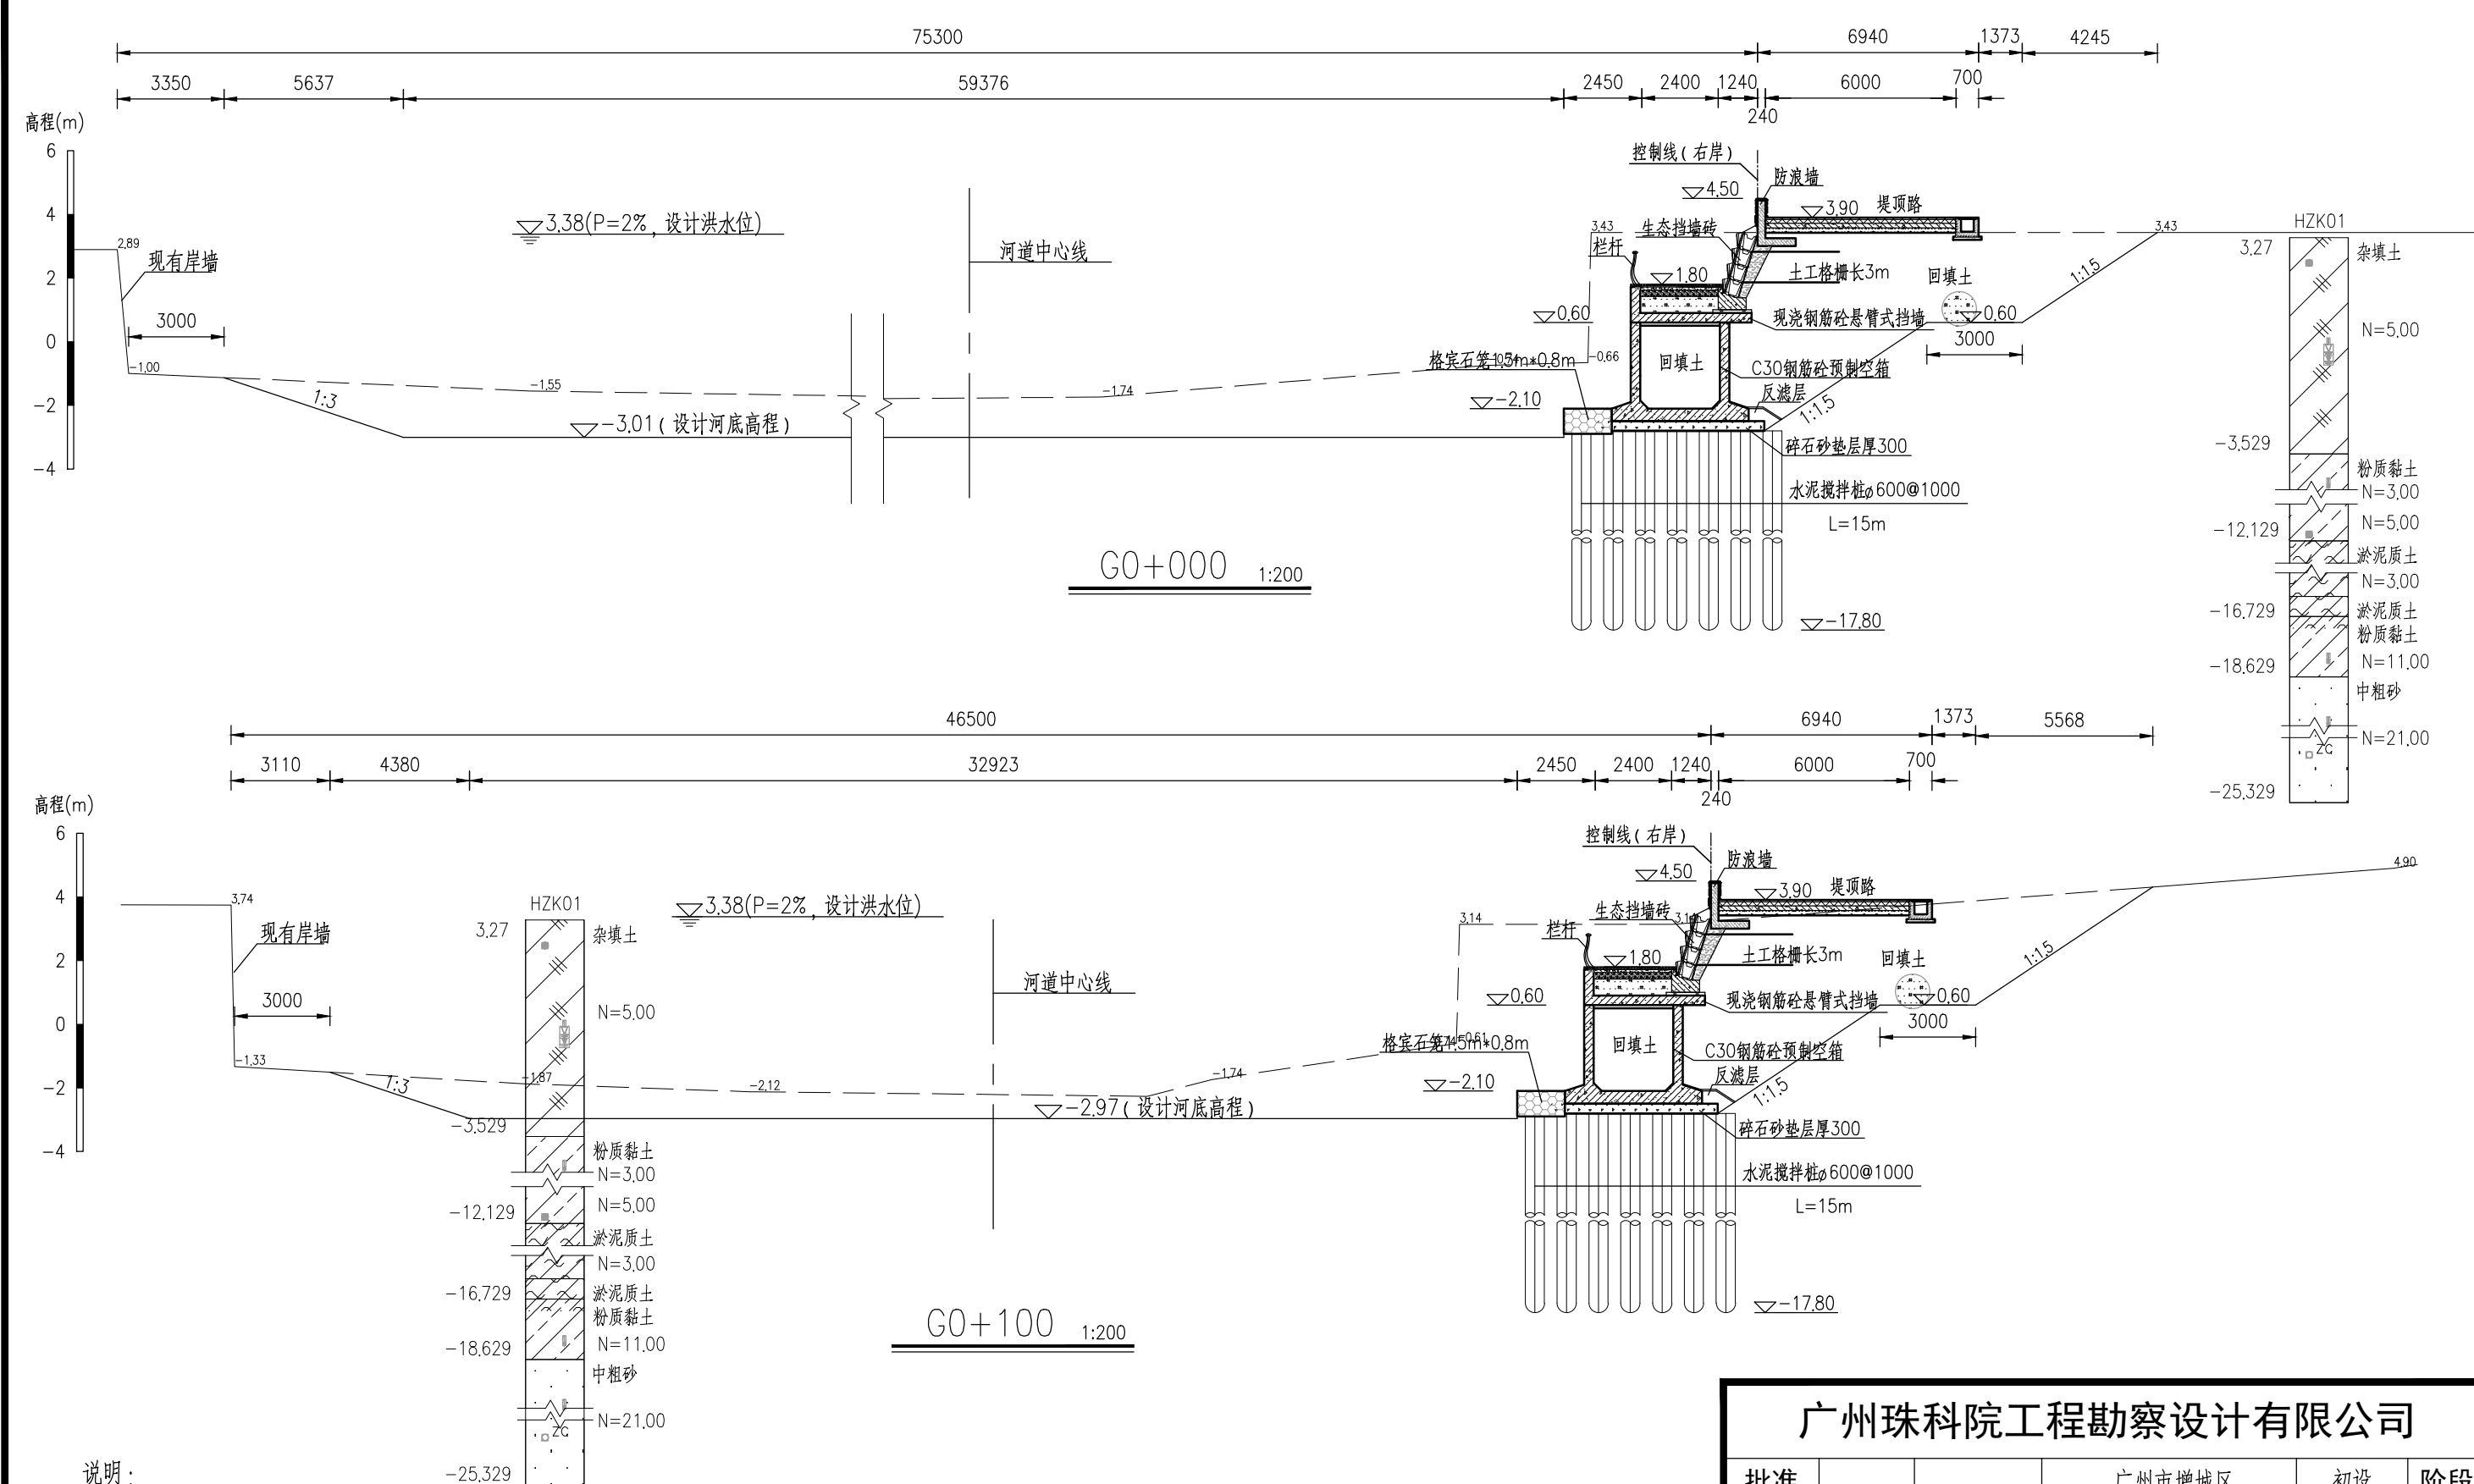 75300 6940 1373 4245
3350 5637 59376 2450 2400 1240 6000 700
240
高程(m)
6
4
2
0
-2
-4
2.89
现有岸墙
3000
-1.00
1:3
3.38(P=2%,设计洪水位)
-1.55
-3.01(设计河底高程)
河道中心线
-1.74
控制线(右岸)
防浪墙
4.50
3.90 堤顶路
3.43
生态挡墙砖
栏杆
1.80
土工格栅长3m
回填土
3.43
1:1.5
0.60
现浇钢筋砼悬臂式挡墙
0.60
3000
-0.66
格宾石笼1.5m*0.8m
回填土
C30钢筋砼预制空箱
反滤层
-2.10
1:1.5
碎石砂垫层厚300
水泥搅拌桩ø600@1000
L=15m
-17.80
G0+000 1:200
HZK01
3.27 杂填土
N=5.00
-3.529
粉质黏土
N=3.00
N=5.00
-12.129
淤泥质土
N=3.00
-16.729 淤泥质土
粉质黏土
-18.629 N=11.00
中粗砂
N=21.00
ZC
-25.329
46500 6940 1373 5568
3110 4380 32923 2450 2400 1240 6000 700
240
高程(m)
6
4
2
0
-2
-4
3.74
现有岸墙
3000
-1.33
1:3
HZK01
3.27 杂填土
N=5.00
-1.87
-3.529
粉质黏土
N=3.00
N=5.00
-12.129
淤泥质土
N=3.00
-16.729 淤泥质土
粉质黏土
-18.629 N=11.00
中粗砂
N=21.00
ZC
-25.329
3.38(P=2%,设计洪水位)
-2.12
河道中心线
-2.97(设计河底高程)
-1.74
控制线(右岸)
防浪墙
4.50
3.90 堤顶路
4.90
3.14
生态挡墙砖
栏杆
1.80
土工格栅长3m
回填土
1:1.5
0.60
现浇钢筋砼悬臂式挡墙
0.60
3000
-0.61
格宾石笼1.5m*0.8m
回填土
C30钢筋砼预制空箱
反滤层
-2.10
1:1.5
碎石砂垫层厚300
水泥搅拌桩ø600@1000
L=15m
-17.80
G0+100 1:200
说明:
广州珠科院工程勘察设计有限公司
批准 广州市增城区 初设 阶段